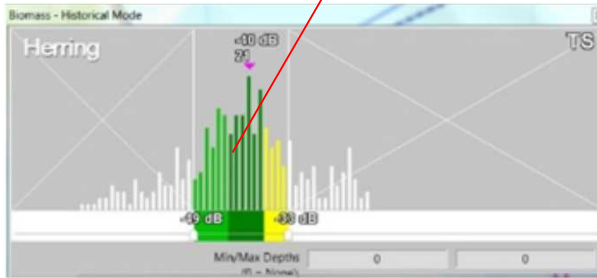 Biomass - Historical Mode
Herring
-40 dB
TS
21
-49 dB
-33 dB
Min/Max Depths
0
0
(0 = None)